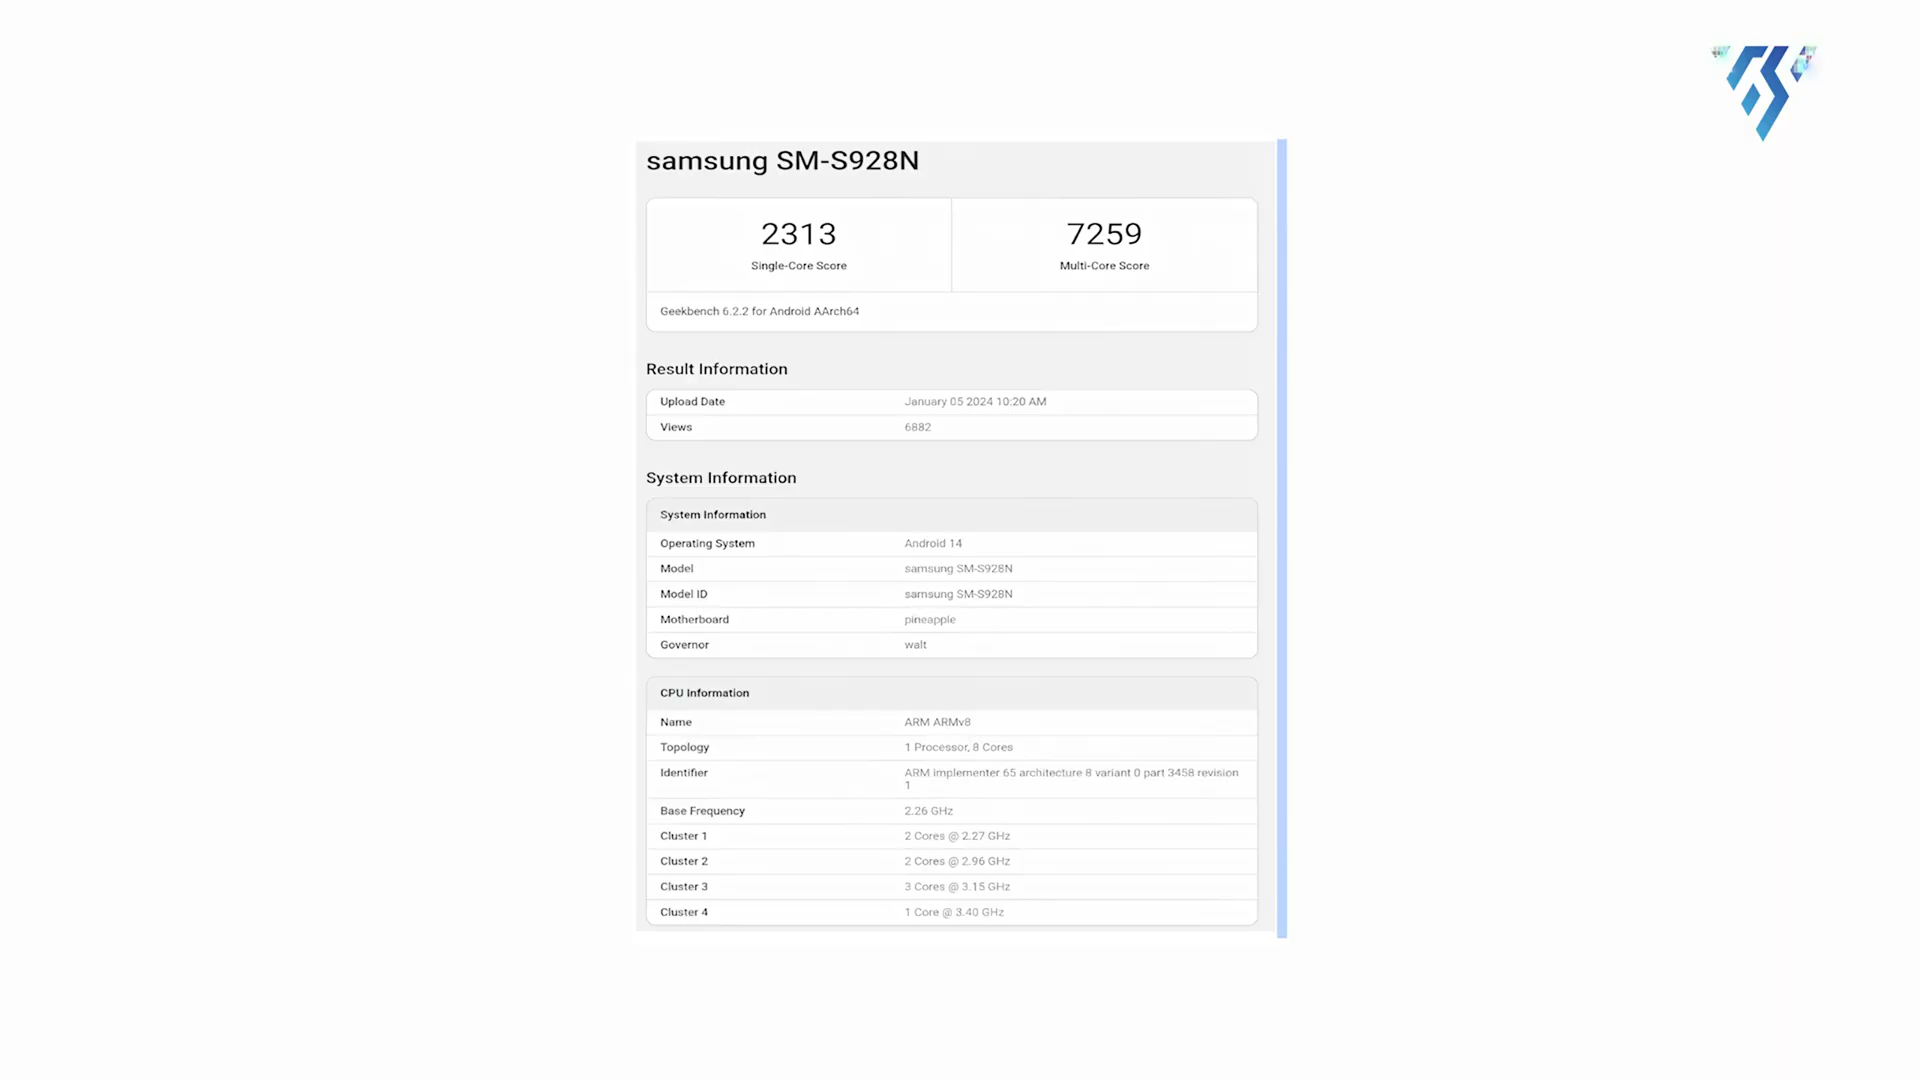 samsung SM-S928N
2313
7259
Single-Core Score
Multi-Core Score
Geekbench 6.2.2 for Android AArch64
Result Information
Upload Date January 05 2024 10:20 AM
Views 6882
System Information
System Information
Operating System Android 14
Model samsung SM-S928N
Model ID samsung SM-S928N
Motherboard pineapple
Governor walt
CPU Information
Name ARM ARMv8
Topology 1 Processor, 8 Cores
Identifier ARM implementer 65 architecture 8 variant 0 part 3458 revision
1
Base Frequency 2.26 GHz
Cluster 1 2 Cores @ 2.27 GHz
Cluster 2 2 Cores @ 2.96 GHz
Cluster 3 3 Cores @ 3.15 GHz
Cluster 4 1 Core @ 3.40 GHz